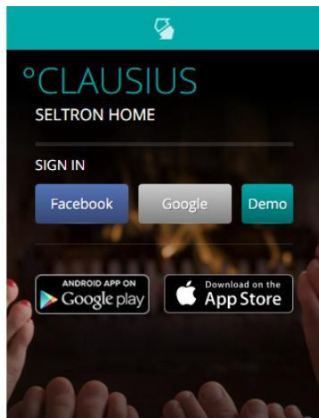 °CLAUSIUS
SELTRON HOME
SIGN IN
Facebook Google Demo
ANDROID APP ON
Google play
Download on the
App Store